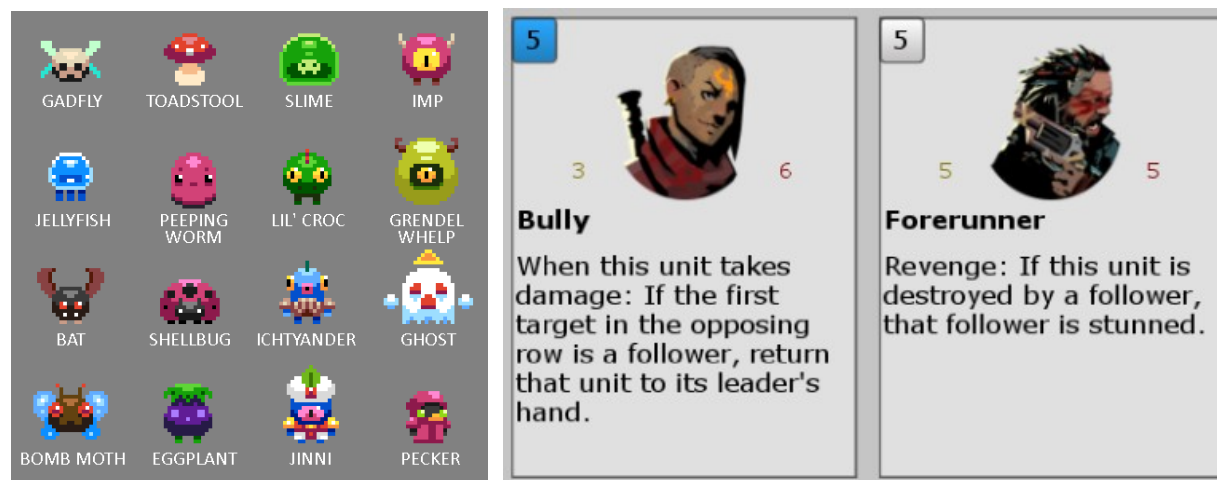 GADFLY
TOADSTOOL
SLIME
IMP
JELLYFISH
PEEPING
WORM
LIL' CROC
GRENDEL
WHELP
BAT
SHELLBUG
ICHTYANDER
GHOST
BOMB MOTH
EGGPLANT
JINNI
PECKER
5
3
6
Bully
When this unit takes
damage: If the first
target in the opposing
row is a follower, return
that unit to its leader's
hand.
5
5
5
Forerunner
Revenge: If this unit is
destroyed by a follower,
that follower is stunned.